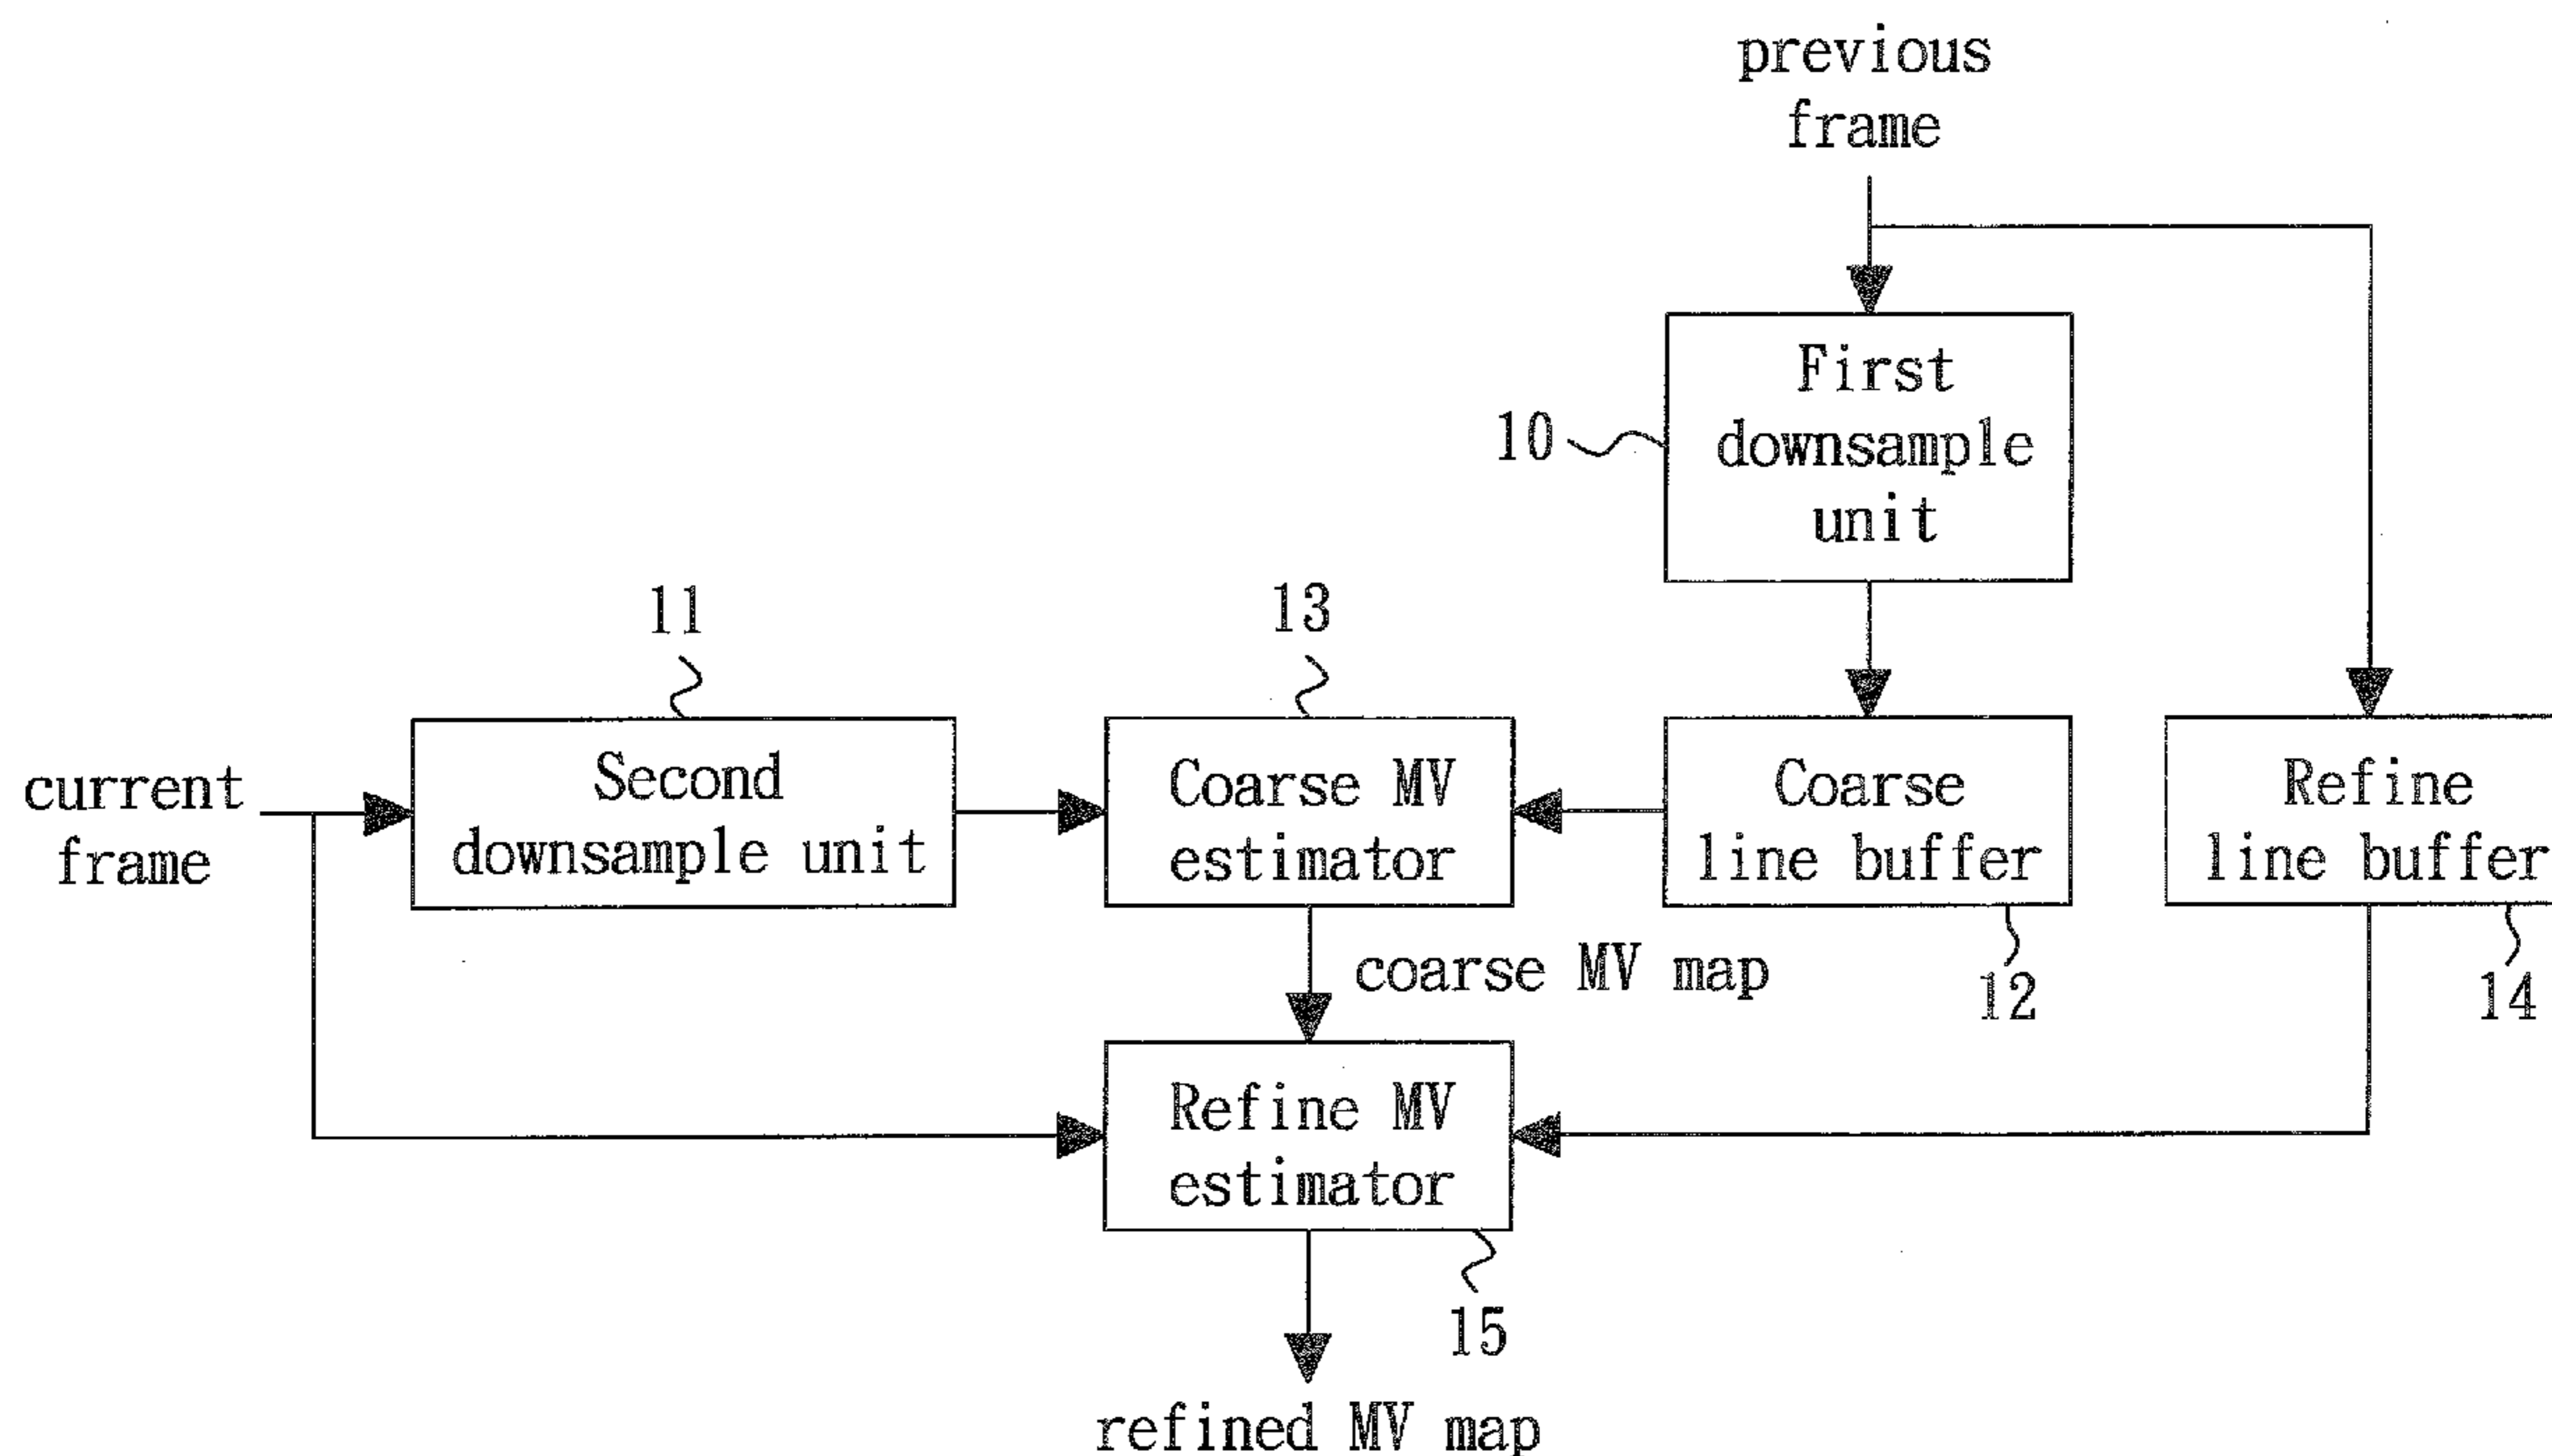 previous
frame
First
downsample
unit
10
11
13
current
frame
Second
downsample unit
Coarse MV
estimator
Coarse
line buffer
Refine
line buffer
coarse MV map
12
14
Refine MV
estimator
15
refined MV map